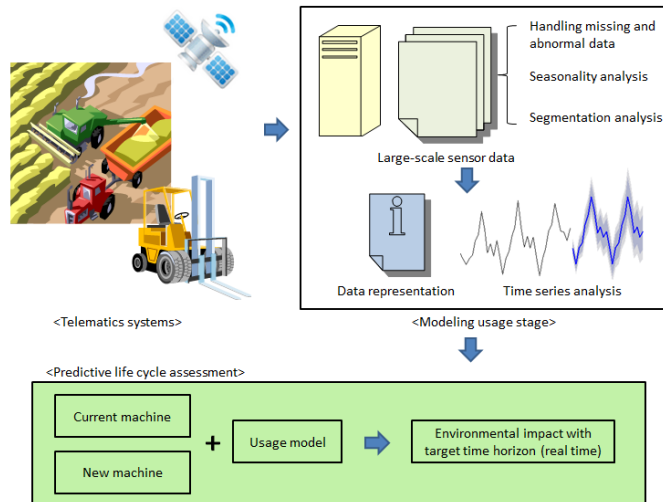 Handling missing and
abnormal data
Seasonality analysis
Segmentation analysis
Large-scale sensor data
i
Data representation
Time series analysis
<Telematics systems>
<Modeling usage stage>
<Predictive life cycle assessment>
Current machine
New machine
+
Usage model
Environmental impact with
target time horizon (real time)